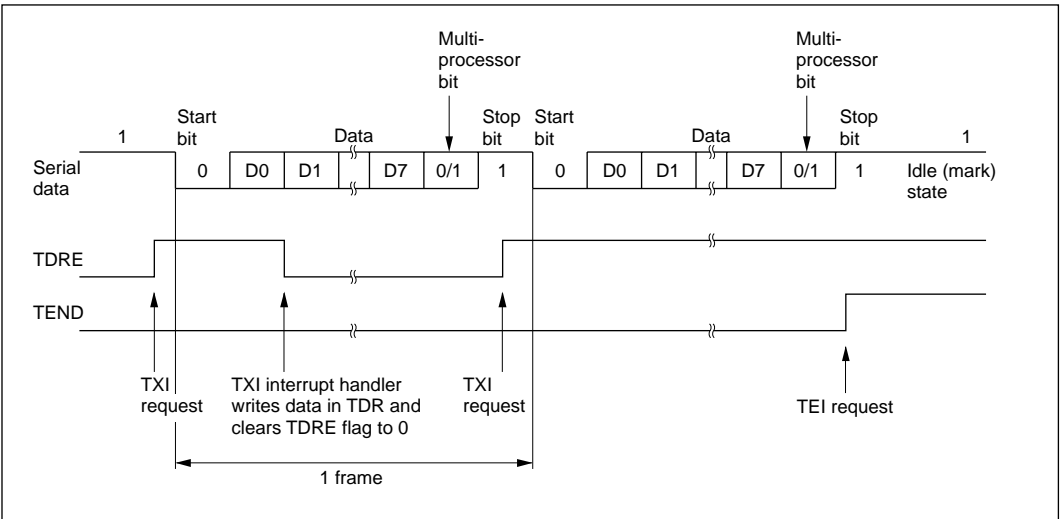 Multi-
processor
bit
Multi-
processor
bit
1
Start
bit
Data
Stop
bit
Start
bit
Data
Stop
bit
1
Serial
data
0 D0 D1 D7 0/1 1 0 D0 D1 D7 0/1 1
Idle (mark)
state
TDRE
TEND
TXI
request
TXI interrupt handler
writes data in TDR and
clears TDRE flag to 0
TXI
request
TEI request
1 frame